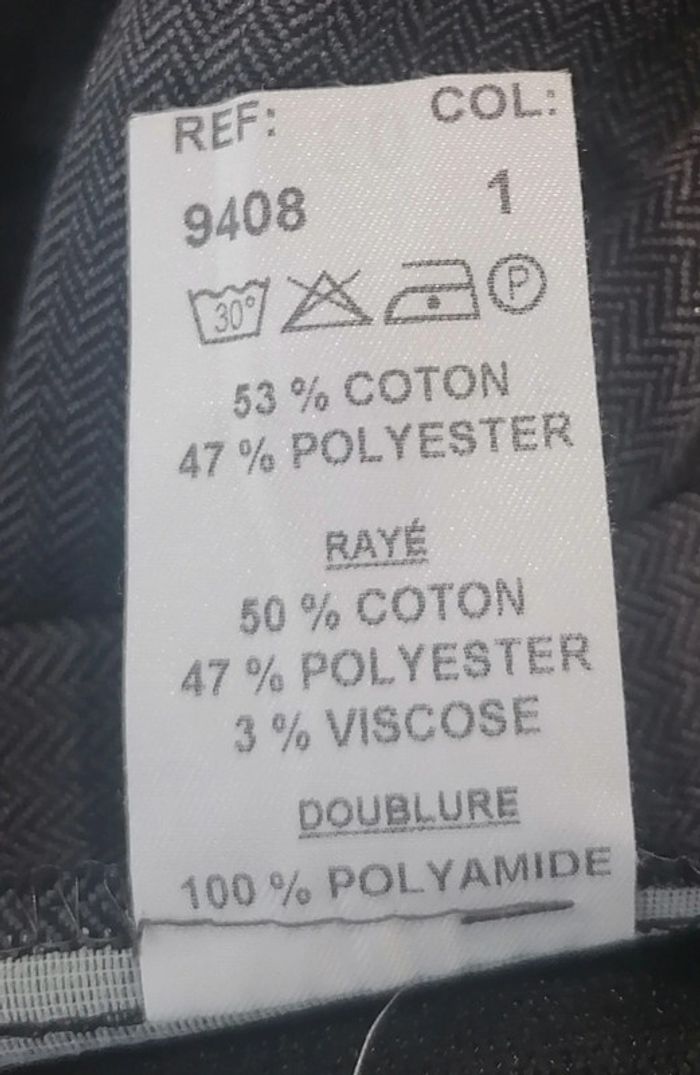 REF: COL:
9408 1
30° P
53 % COTON
47 % POLYESTER
RAYÉ
50 % COTON
47 % POLYESTER
3 % VISCOSE
DOUBLURE
100 % POLYAMIDE